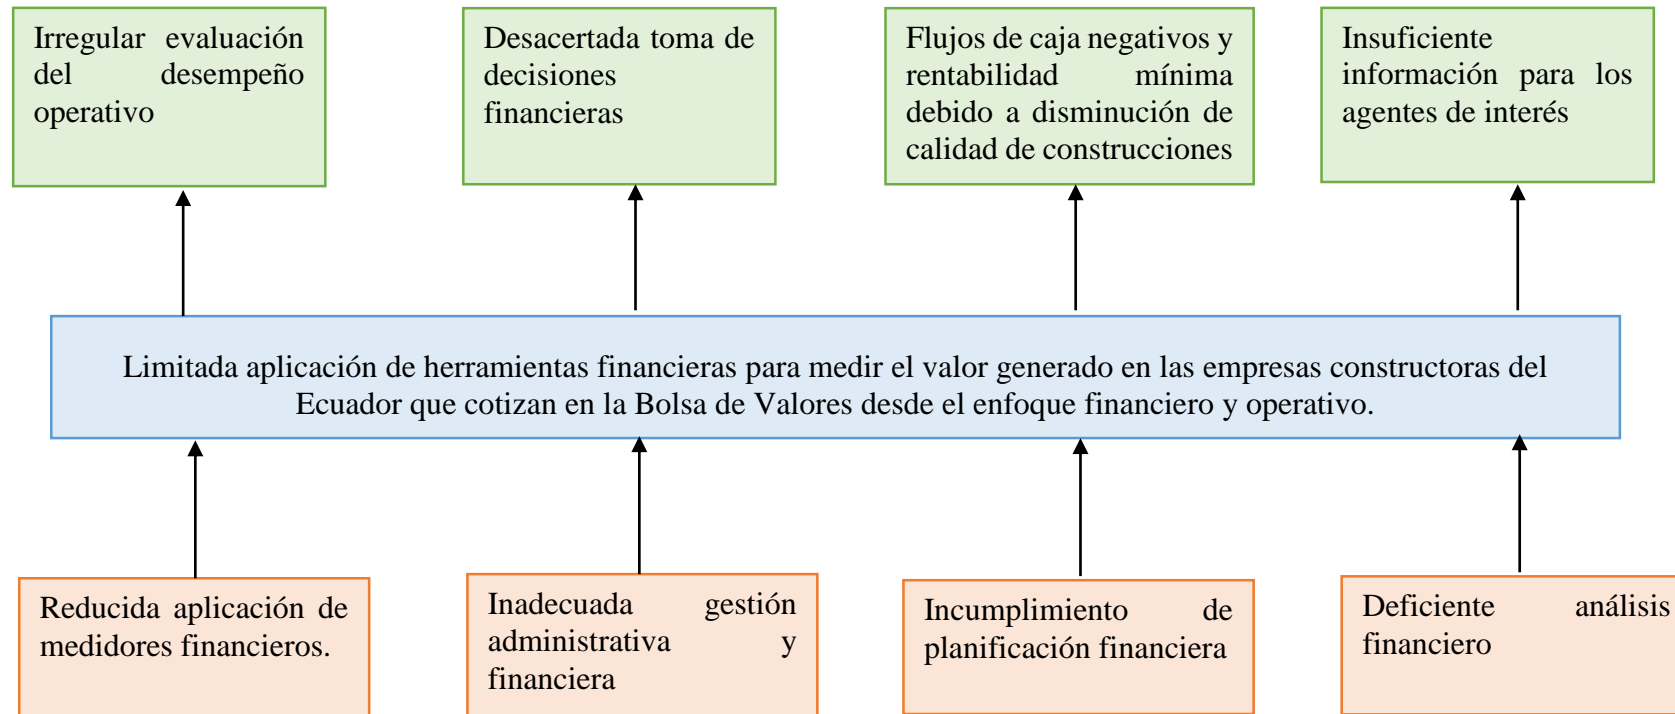 Irregular evaluación
del desempeño
operativo
Desacertada toma de
decisiones
financieras
Flujos de caja negativos y
rentabilidad mínima
debido a disminución de
calidad de construcciones
Insuficiente
información para los
agentes de interés
Limitada aplicación de herramientas financieras para medir el valor generado en las empresas constructoras del
Ecuador que cotizan en la Bolsa de Valores desde el enfoque financiero y operativo.
Reducida aplicación de
medidores financieros.
Inadecuada gestión
administrativa y
financiera
Incumplimiento de
planificación financiera
Deficiente análisis
financiero